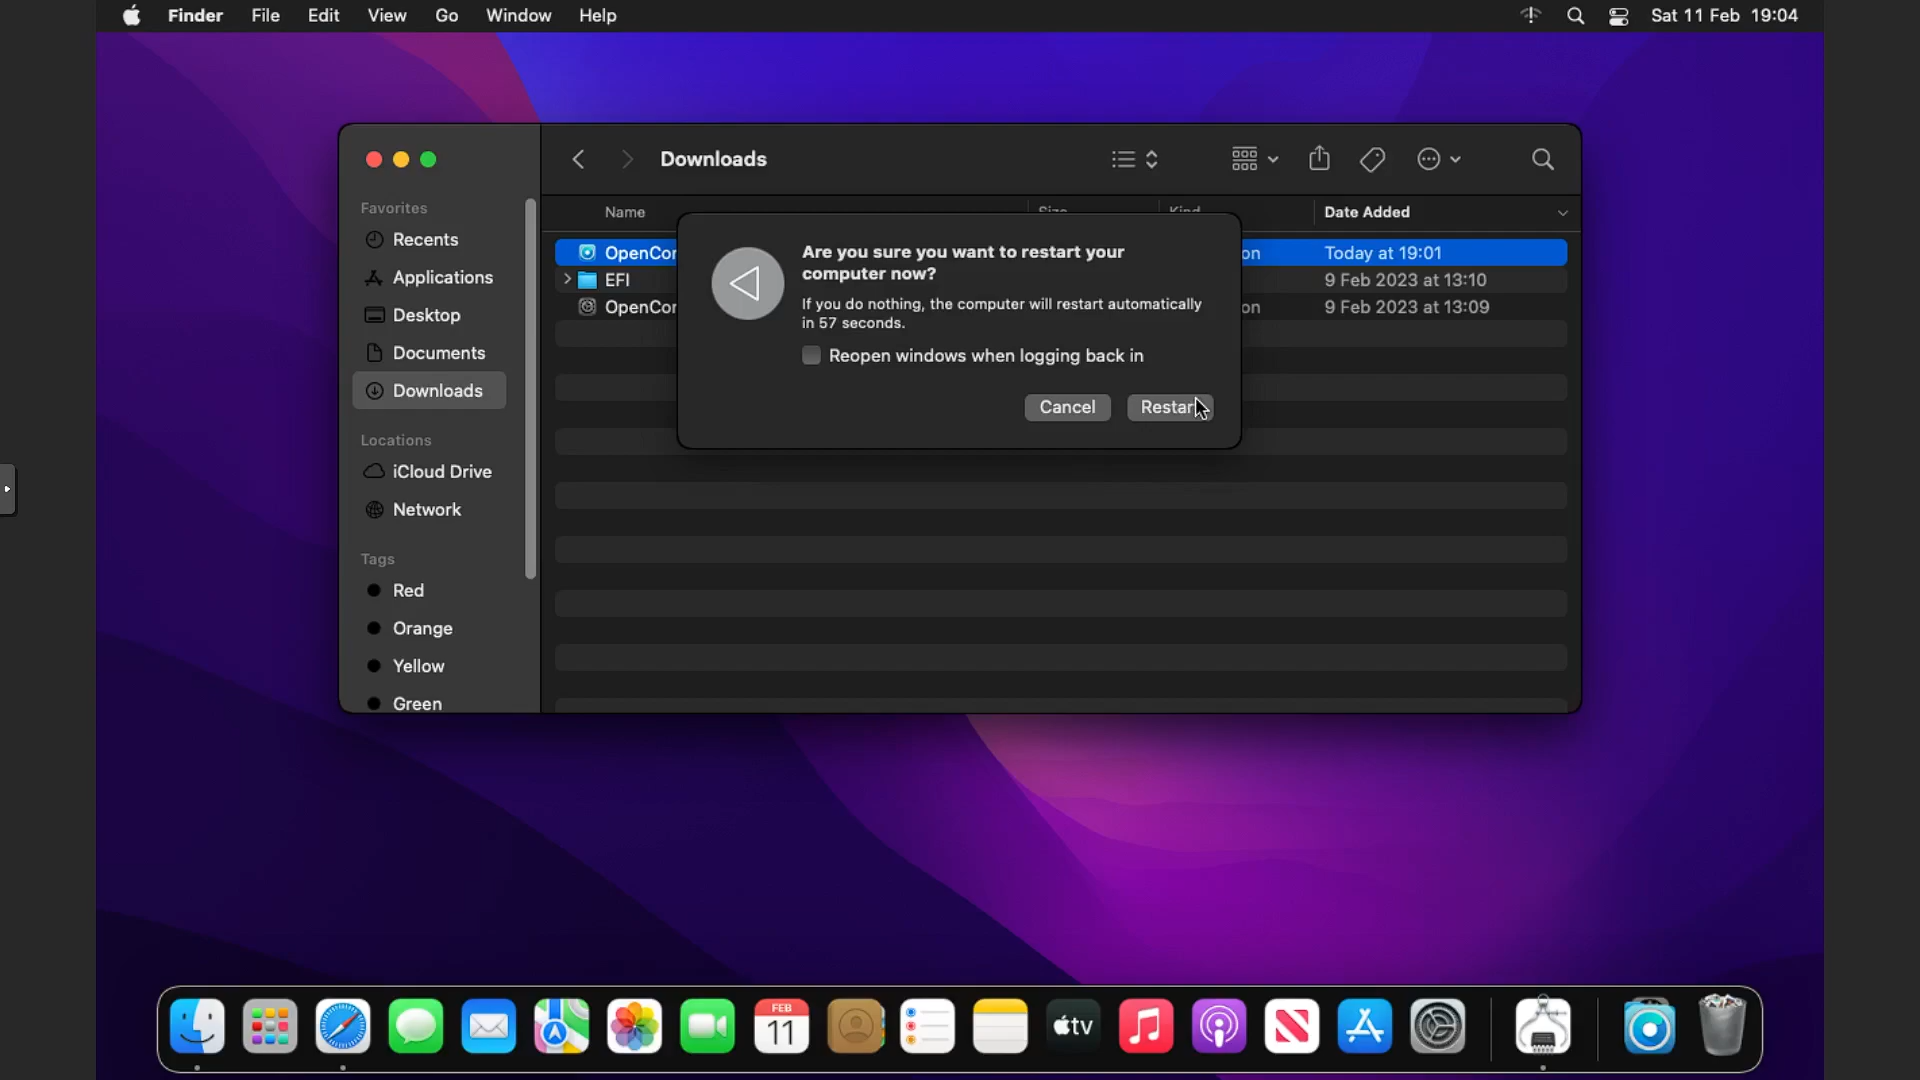 Finder File Edit View Go Window Help Sat 11 Feb 19:04
Downloads
Favorites
Recents
Applications
Desktop
Documents
Downloads
Locations
iCloud Drive
Network
Tags
Red
Orange
Yellow
Green
Name Date Added
OpenCor on Today at 19:01
EFI 9 Feb 2023 at 13:10
OpenCor on 9 Feb 2023 at 13:09
Are you sure you want to restart your
computer now?
If you do nothing, the computer will restart automatically
in 57 seconds.
Reopen windows when logging back in
Cancel Restar
FEB
11
tv